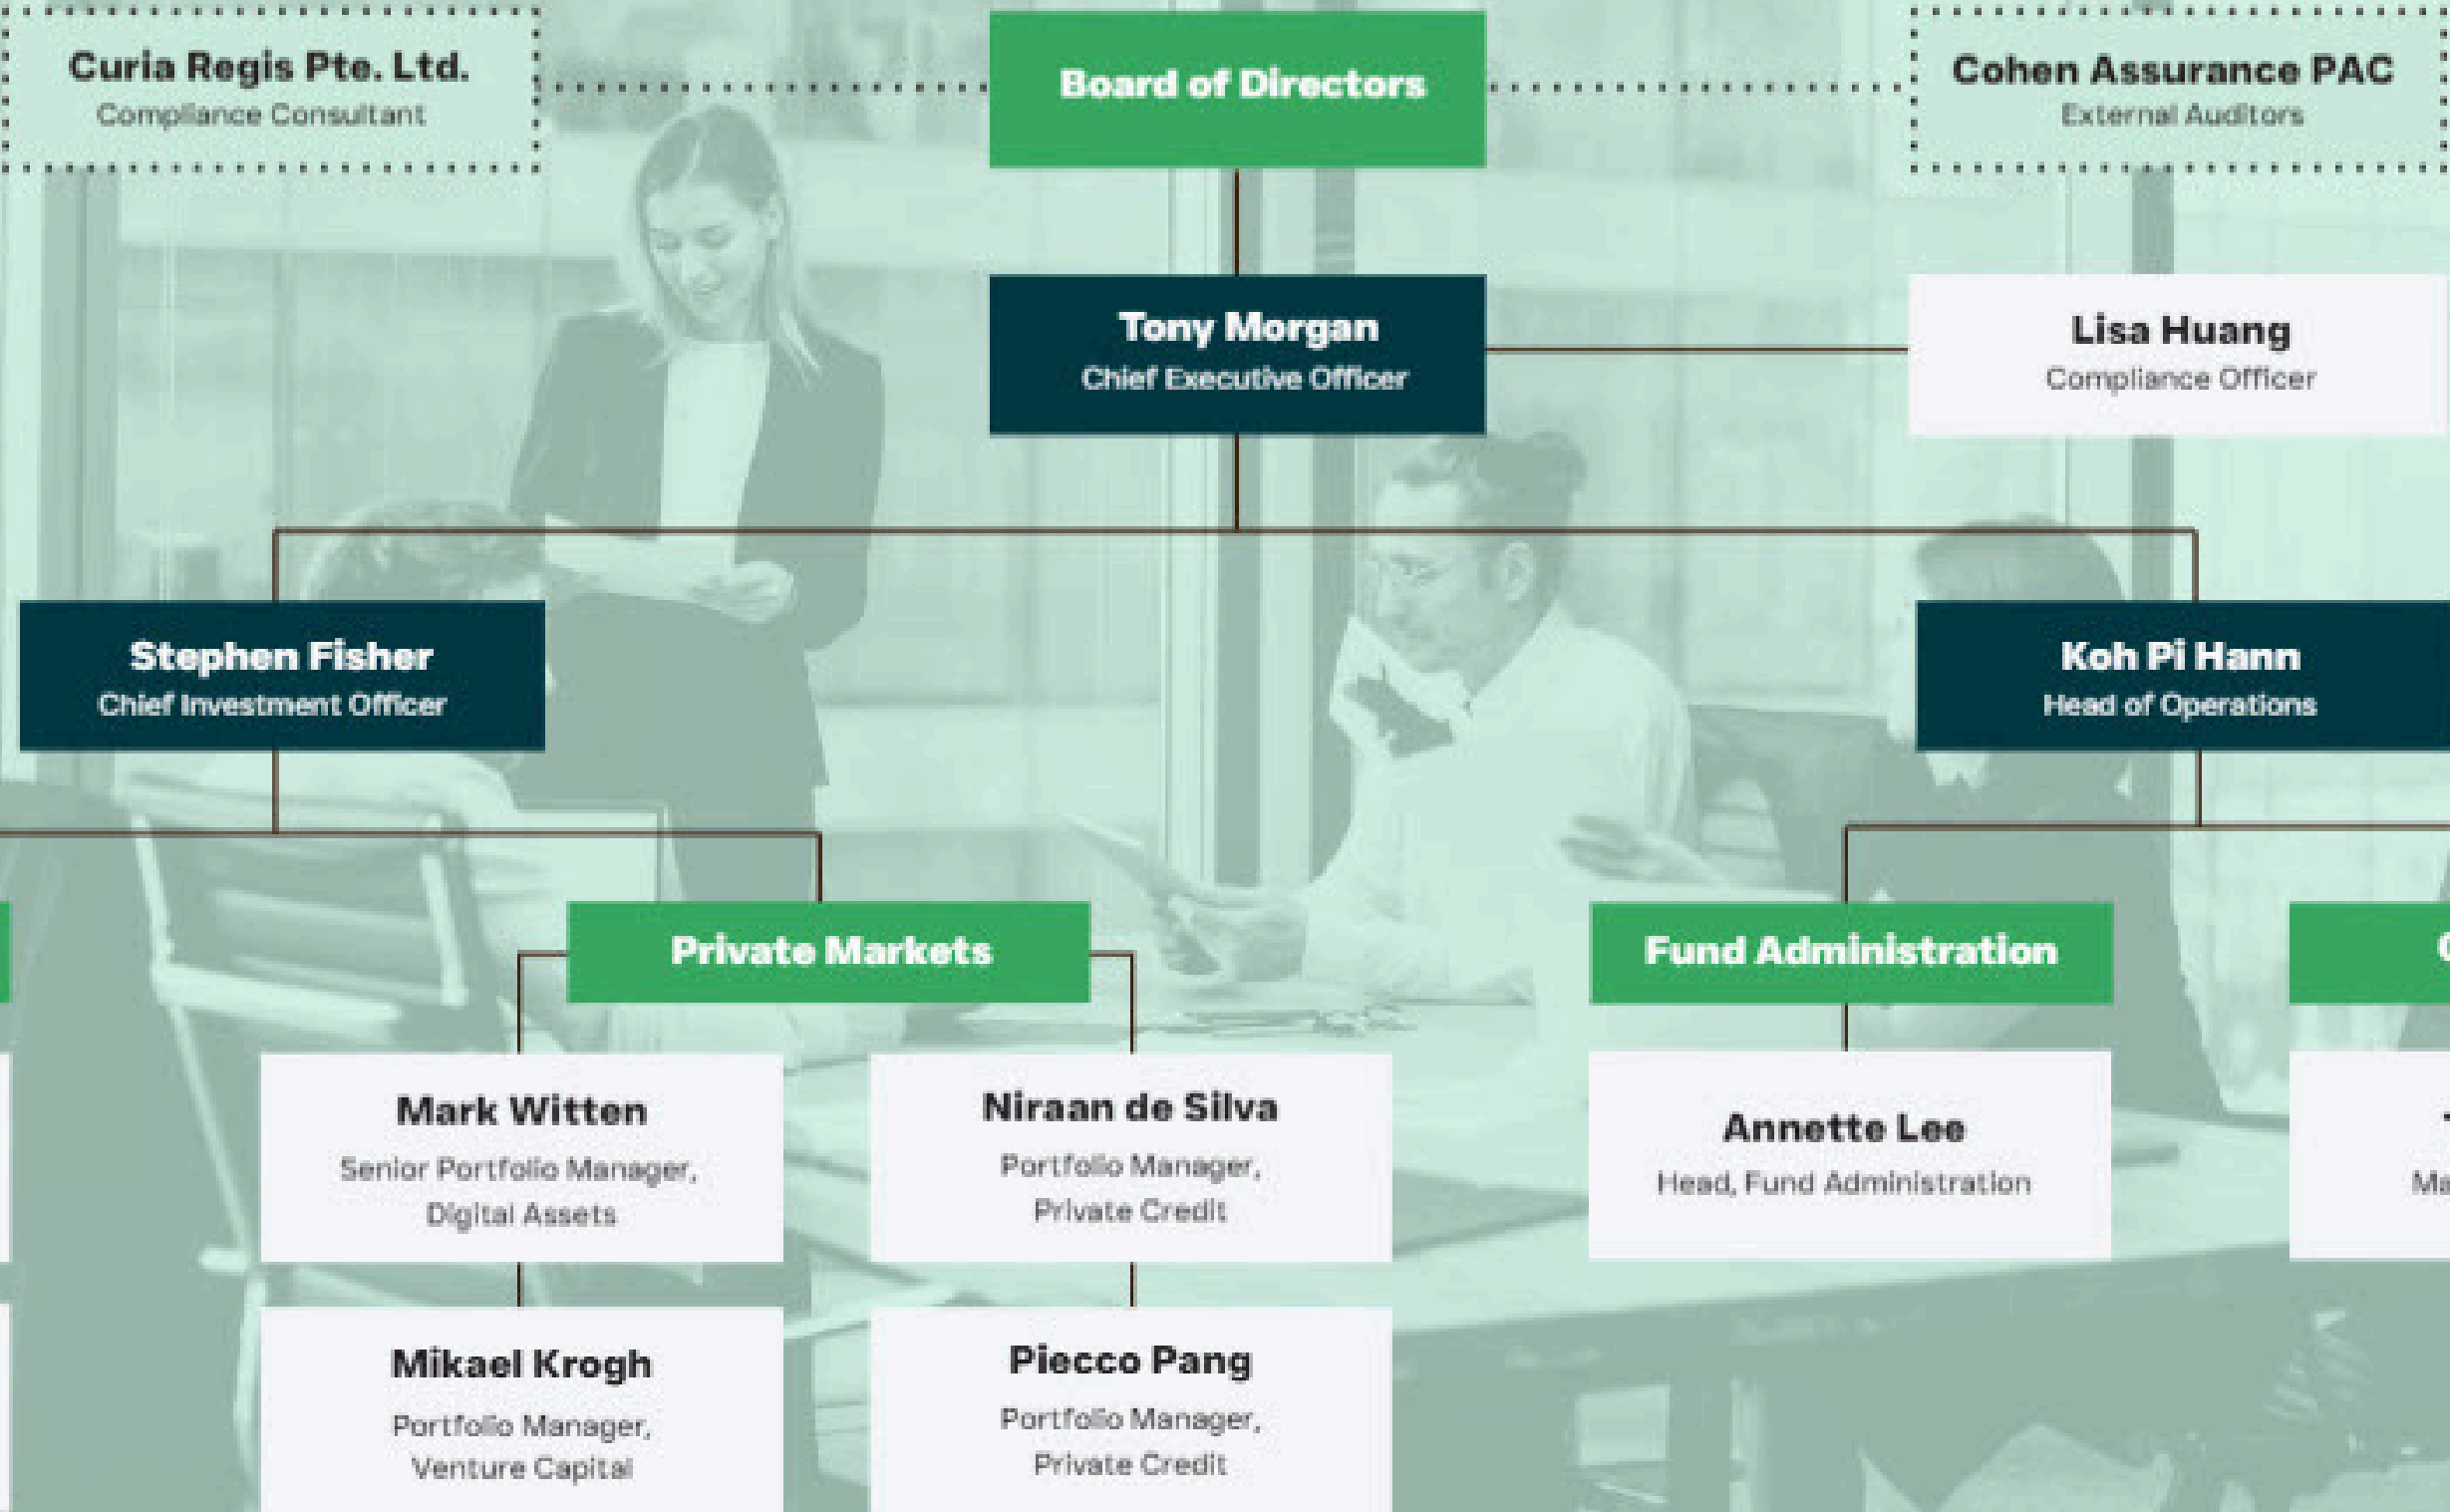 Curia Regis Pte. Ltd.
Compliance Consultant
Board of Directors
Cohen Assurance PAC
External Auditors
Tony Morgan
Chief Executive Officer
Lisa Huang
Compliance Officer
Stephen Fisher
Chief Investment Officer
Koh Pi Hann
Head of Operations
Private Markets
Fund Administration
Mark Witten
Senior Portfolio Manager,
Digital Assets
Niraan de Silva
Portfolio Manager,
Private Credit
Annette Lee
Head, Fund Administration
Mikael Krogh
Portfolio Manager,
Venture Capital
Piecco Pang
Portfolio Manager,
Private Credit